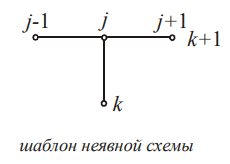 j-1 j j+1
k+1
k
шаблон неявной схемы